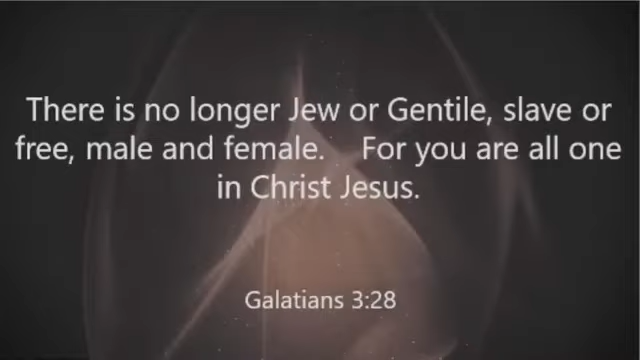 There is no longer Jew or Gentile, slave or
free, male and female. For you are all one
in Christ Jesus.
Galatians 3:28